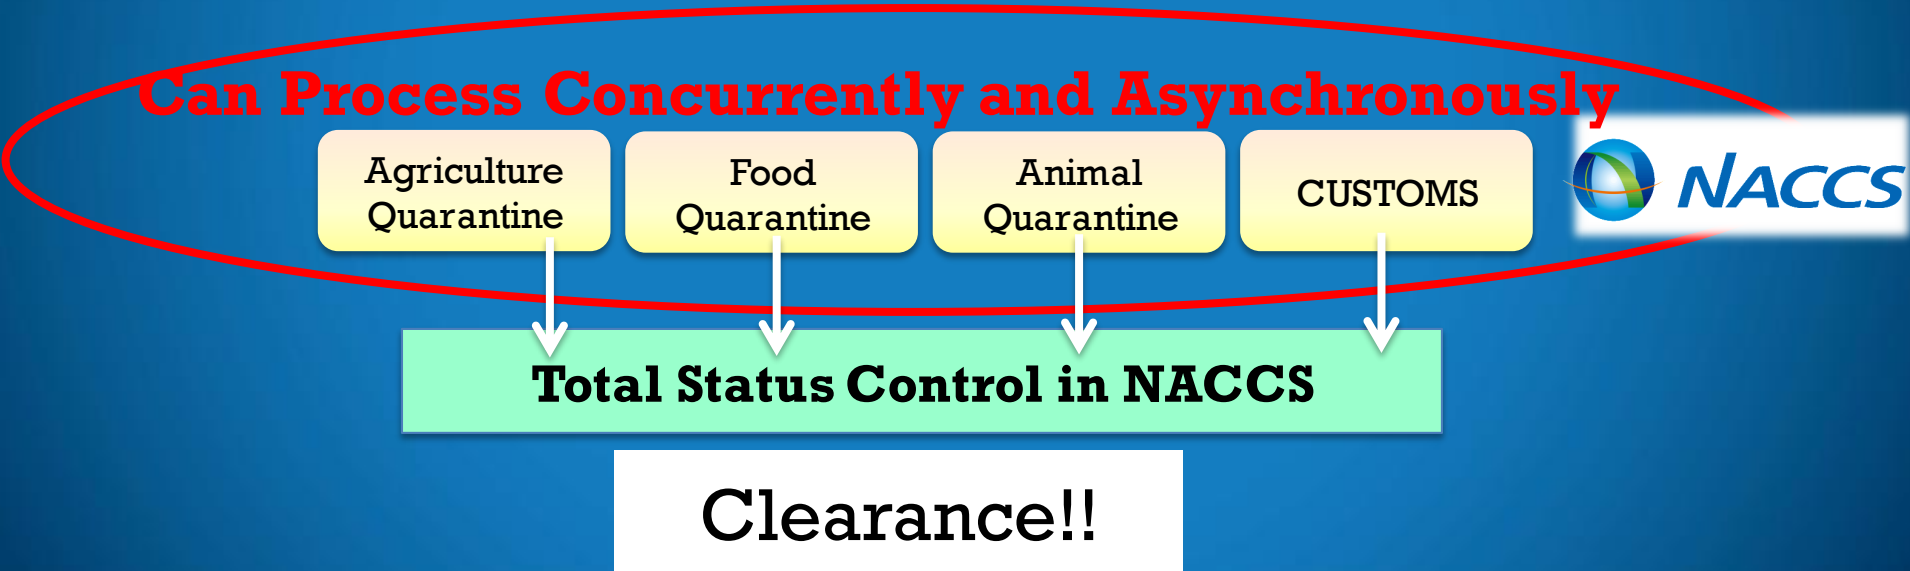 Can Process Concurrently and Asynchronously
Agriculture
Quarantine
Food
Quarantine
Animal
Quarantine
CUSTOMS
NACCS
Total Status Control in NACCS
Clearance!!